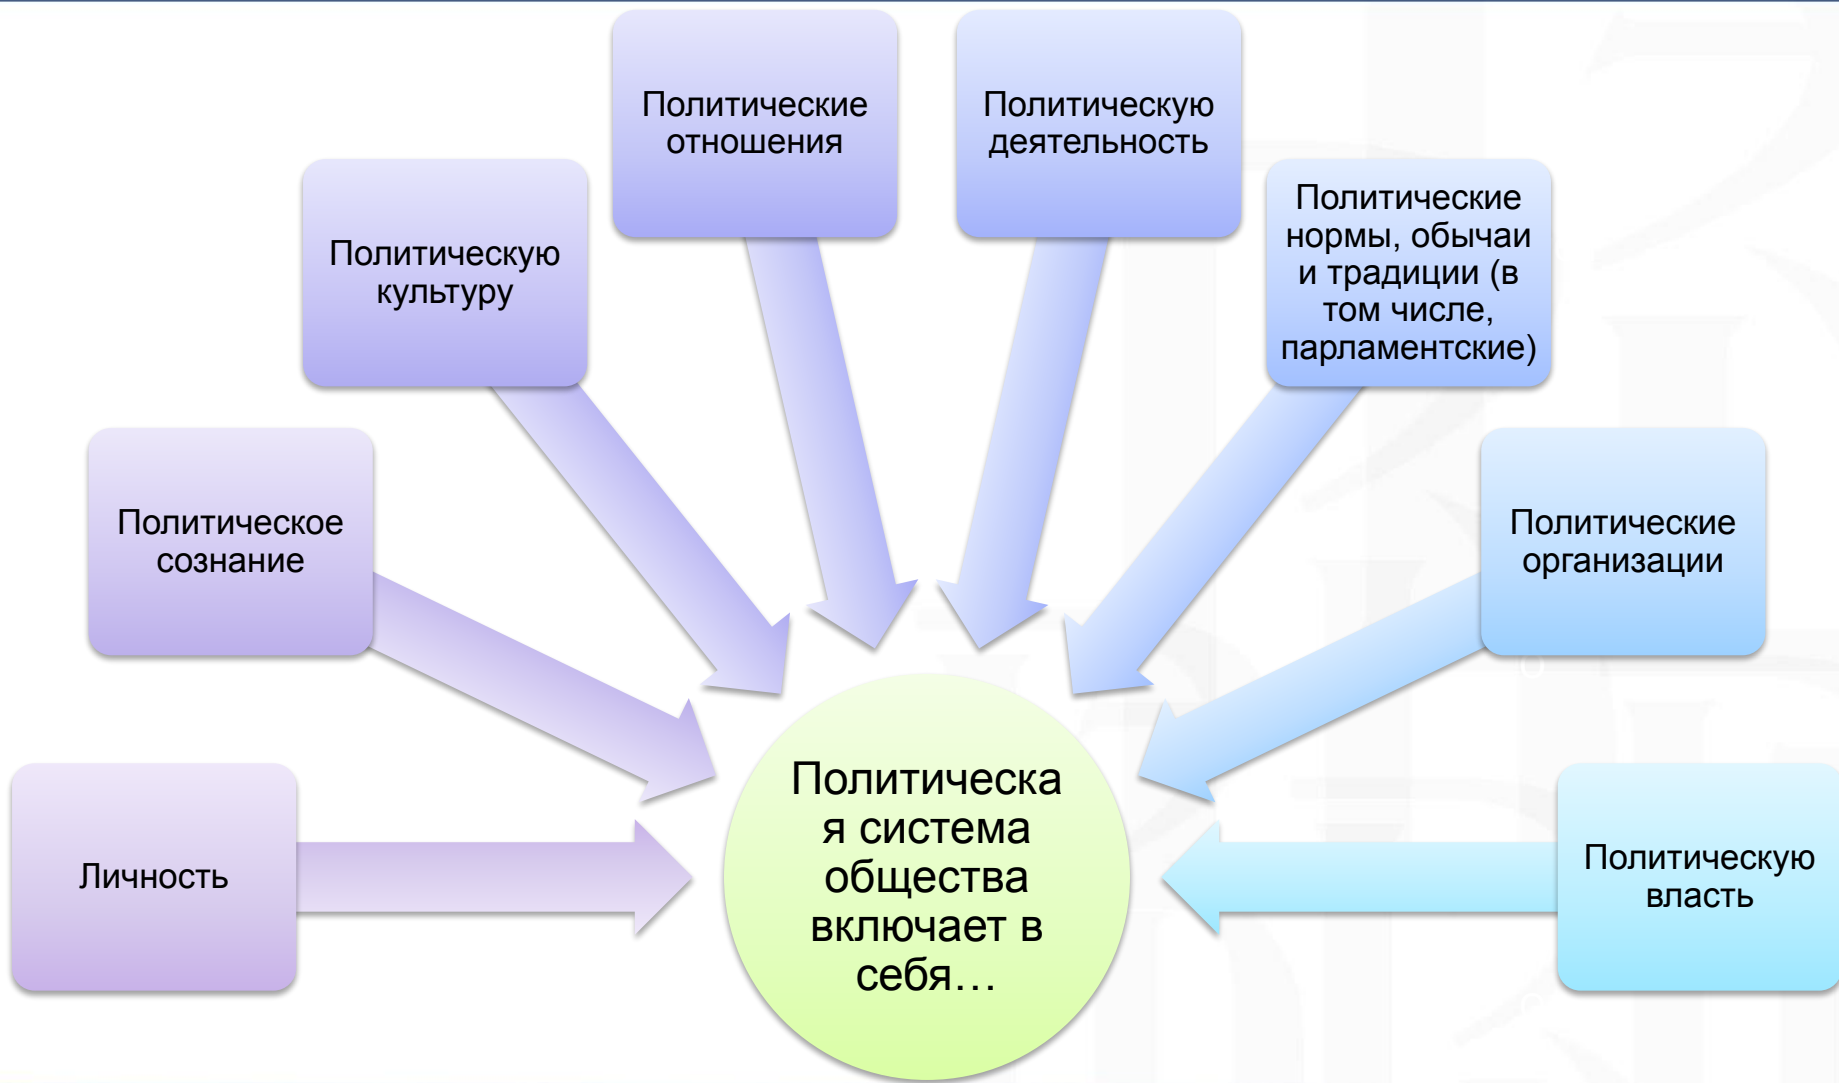 Политические
отношения
Политическую
деятельность
Политическую
культуру
Политические
нормы, обычаи
и традиции (в
том числе,
парламентские)
Политическое
сознание
Политические
организации
Личность
Политическа
я система
общества
включает в
себя…
Политическую
власть